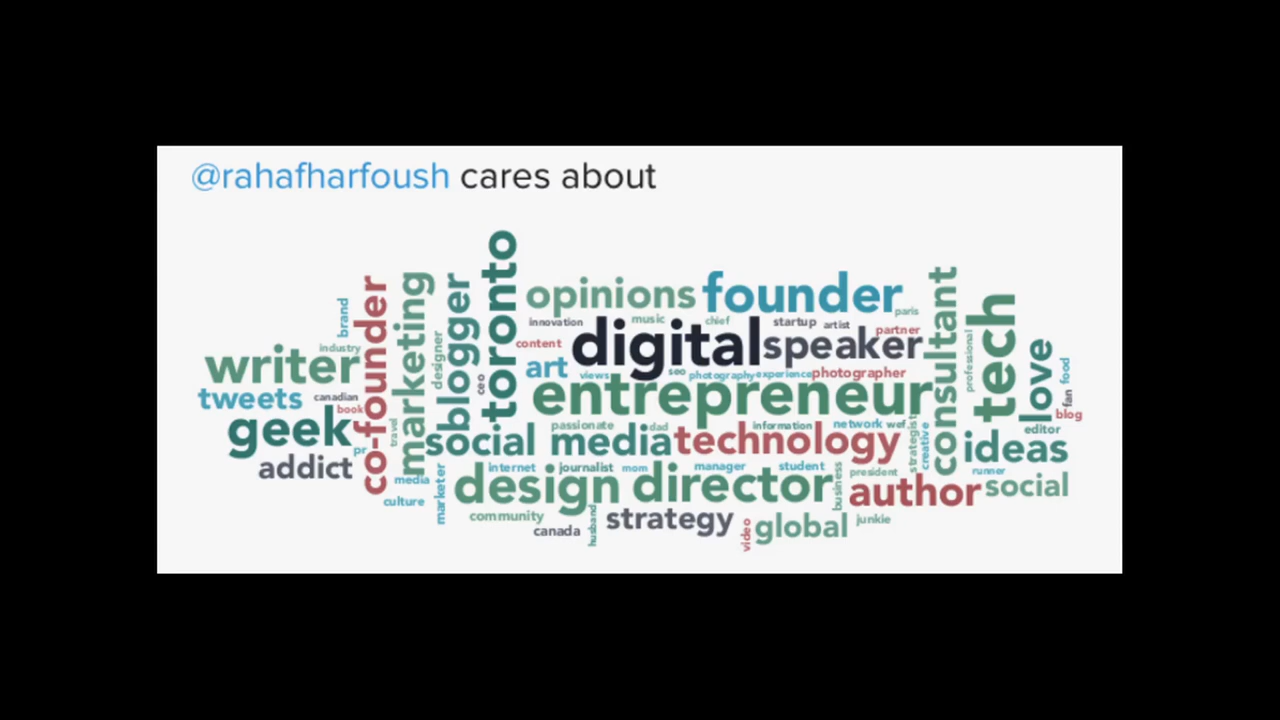 @rahafharfoush cares about
toronto
opinions founder
paris
innovation music chief startup artist partner
brand
co-founder
marketing
blogger
consultant
tech
content digital speaker
industry
designer
professional
writer
art views seo photography experience photographer
ceo
love
food
tweets canadian
entrepreneur
fan
book
blog
geek
travel
passionate dad information network wef
strategist
creative
editor
pr
social media technology
ideas
addict
internet journalist mom manager student president
runner
media
marketer
design director
business
author social
culture
community
husband
strategy
video
global junkie
canada